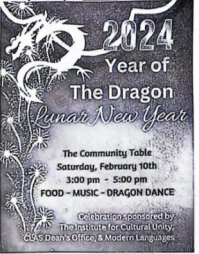 2024
Year of
The Dragon
Lunar New Year
The Community Table
Saturday, February 10th
3:00 pm - 5:00 pm
FOOD - MUSIC - DRAGON DANCE
Celebration sponsored by
The Institute for Cultural Unity,
CLAS Dean's Office, & Modern Languages